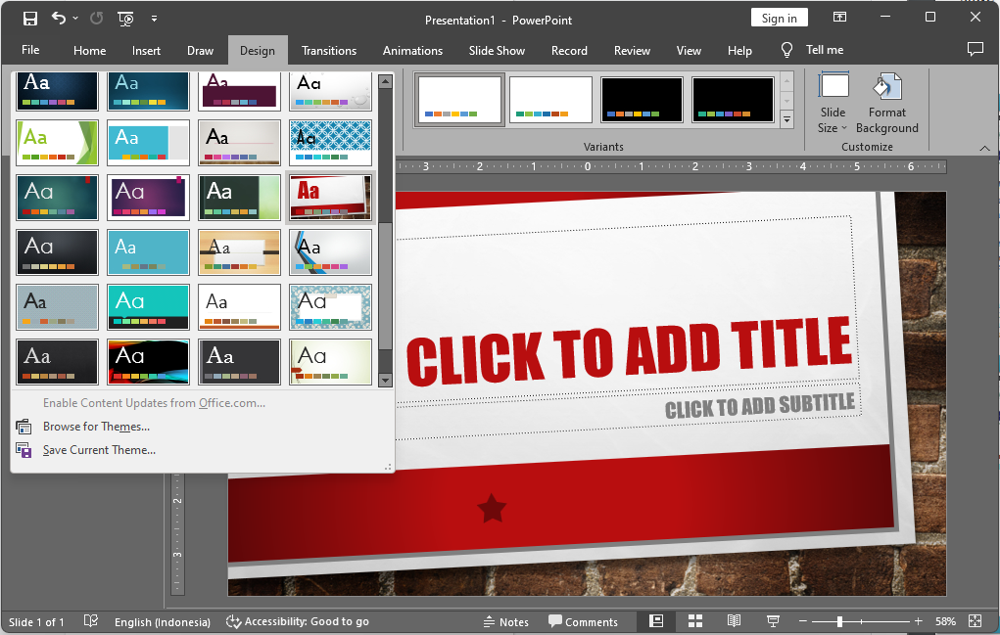 Presentation1 - PowerPoint
Sign in
File Home Insert Draw Design Transitions Animations Slide Show Record Review View Help Tell me
Aa Aa Aa Aa
Aa Aa Aa Aa
Aa Aa Aa Aa
Aa Aa Aa Aa
Aa Aa Aa Aa
Aa Aa Aa Aa
Enable Content Updates from Office.com...
Browse for Themes...
Save Current Theme...
Variants
Slide Size
Format Background
Customize
3 2 1 0 1 2 3 4 5 6
2
3
CLICK TO ADD TITLE
CLICK TO ADD SUBTITLE
Slide 1 of 1 English (Indonesia) Accessibility: Good to go Notes Comments 58%